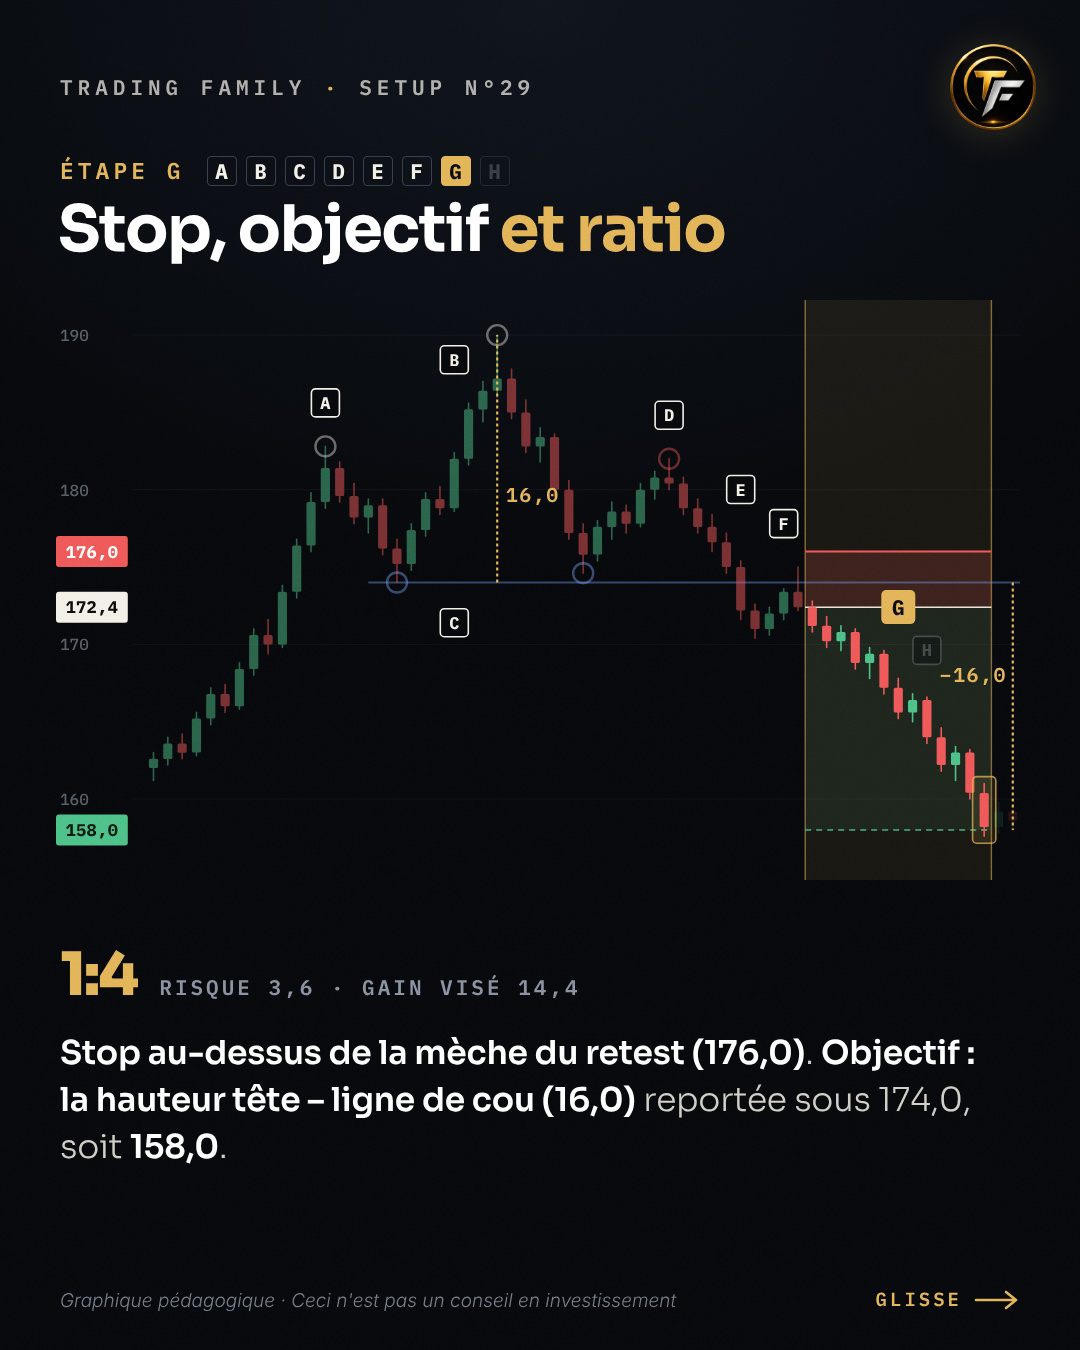 TRADING FAMILY · SETUP N°29
TF
ÉTAPE G A B C D E F G H
Stop, objectif et ratio
190
B
A
D
180
16,0
E
F
176,0
172,4
G
C
170
H
-16,0
160
158,0
1:4 RISQUE 3,6 · GAIN VISÉ 14,4
Stop au-dessus de la mèche du retest (176,0). Objectif :
la hauteur tête – ligne de cou (16,0) reportée sous 174,0,
soit 158,0.
Graphique pédagogique · Ceci n'est pas un conseil en investissement
GLISSE →